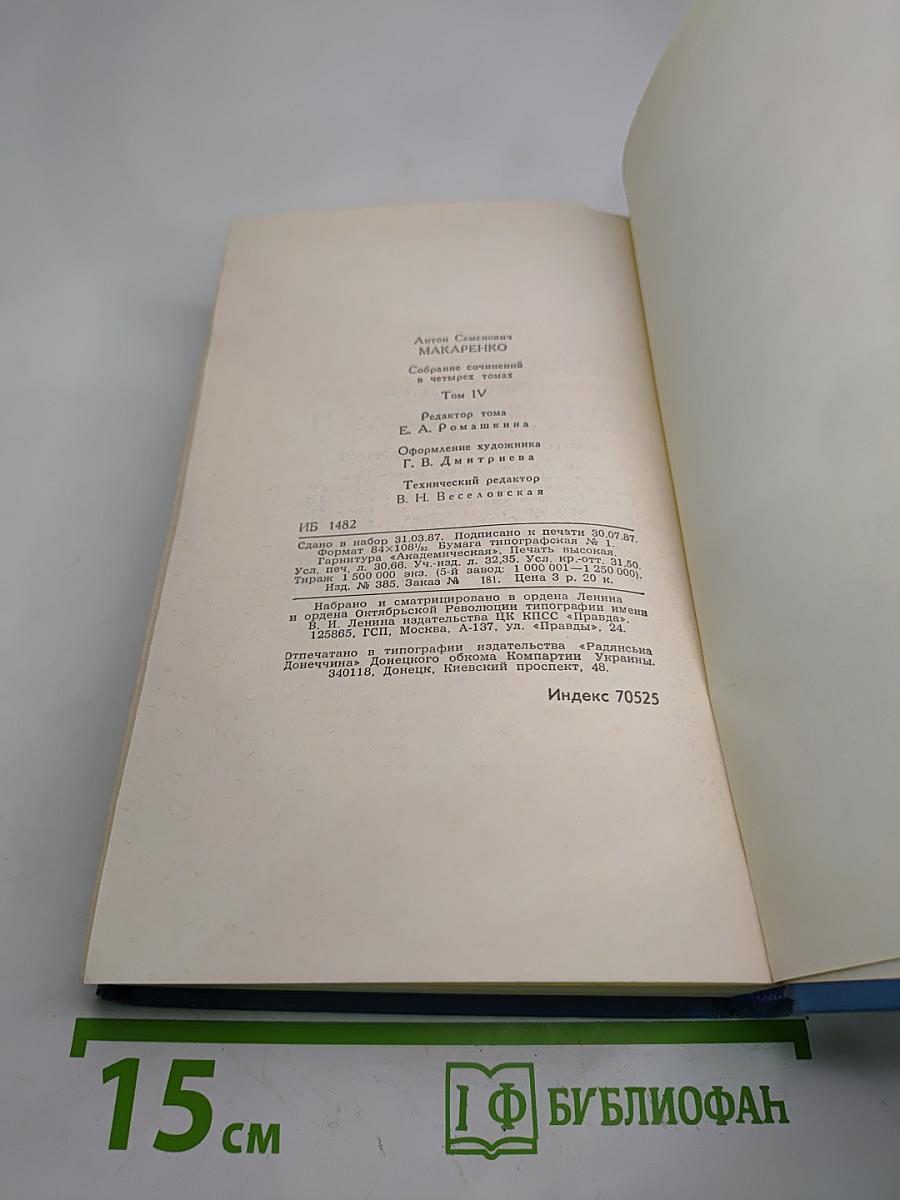 Антон Семенович
МАКАРЕНКО
Собрание сочинений
в четырех томах
Том IV
Редактор тома
Е. А. Ромашкина
Оформление художника
Г. В. Дмитриева
Технический редактор
В. Н. Веселовская
ИБ 1482
Сдано в набор 31.03.87. Подписано к печати 30.07.87.
Формат 84×108¹/₃₂. Бумага типографская № 1.
Гарнитура «Академическая». Печать высокая.
Усл. печ. л. 30,66. Уч.-изд. л. 32,35. Усл. кр.-отт. 31,50.
Тираж 1 500 000 экз. (5-й завод: 1 000 001—1 250 000).
Изд. № 385. Заказ № 181. Цена 3 р. 20 к.
Набрано и сматрицировано в ордена Ленина
и ордена Октябрьской Революции типографии имени
В. И. Ленина издательства ЦК КПСС «Правда».
125865, ГСП, Москва, А-137, ул. «Правды», 24.
Отпечатано в типографии издательства «Радянська
Донеччина» Донецкого обкома Компартии Украины.
340118, Донецк, Киевский проспект, 48.
Индекс 70525
15 см
І Ф БУБЛИОФАН